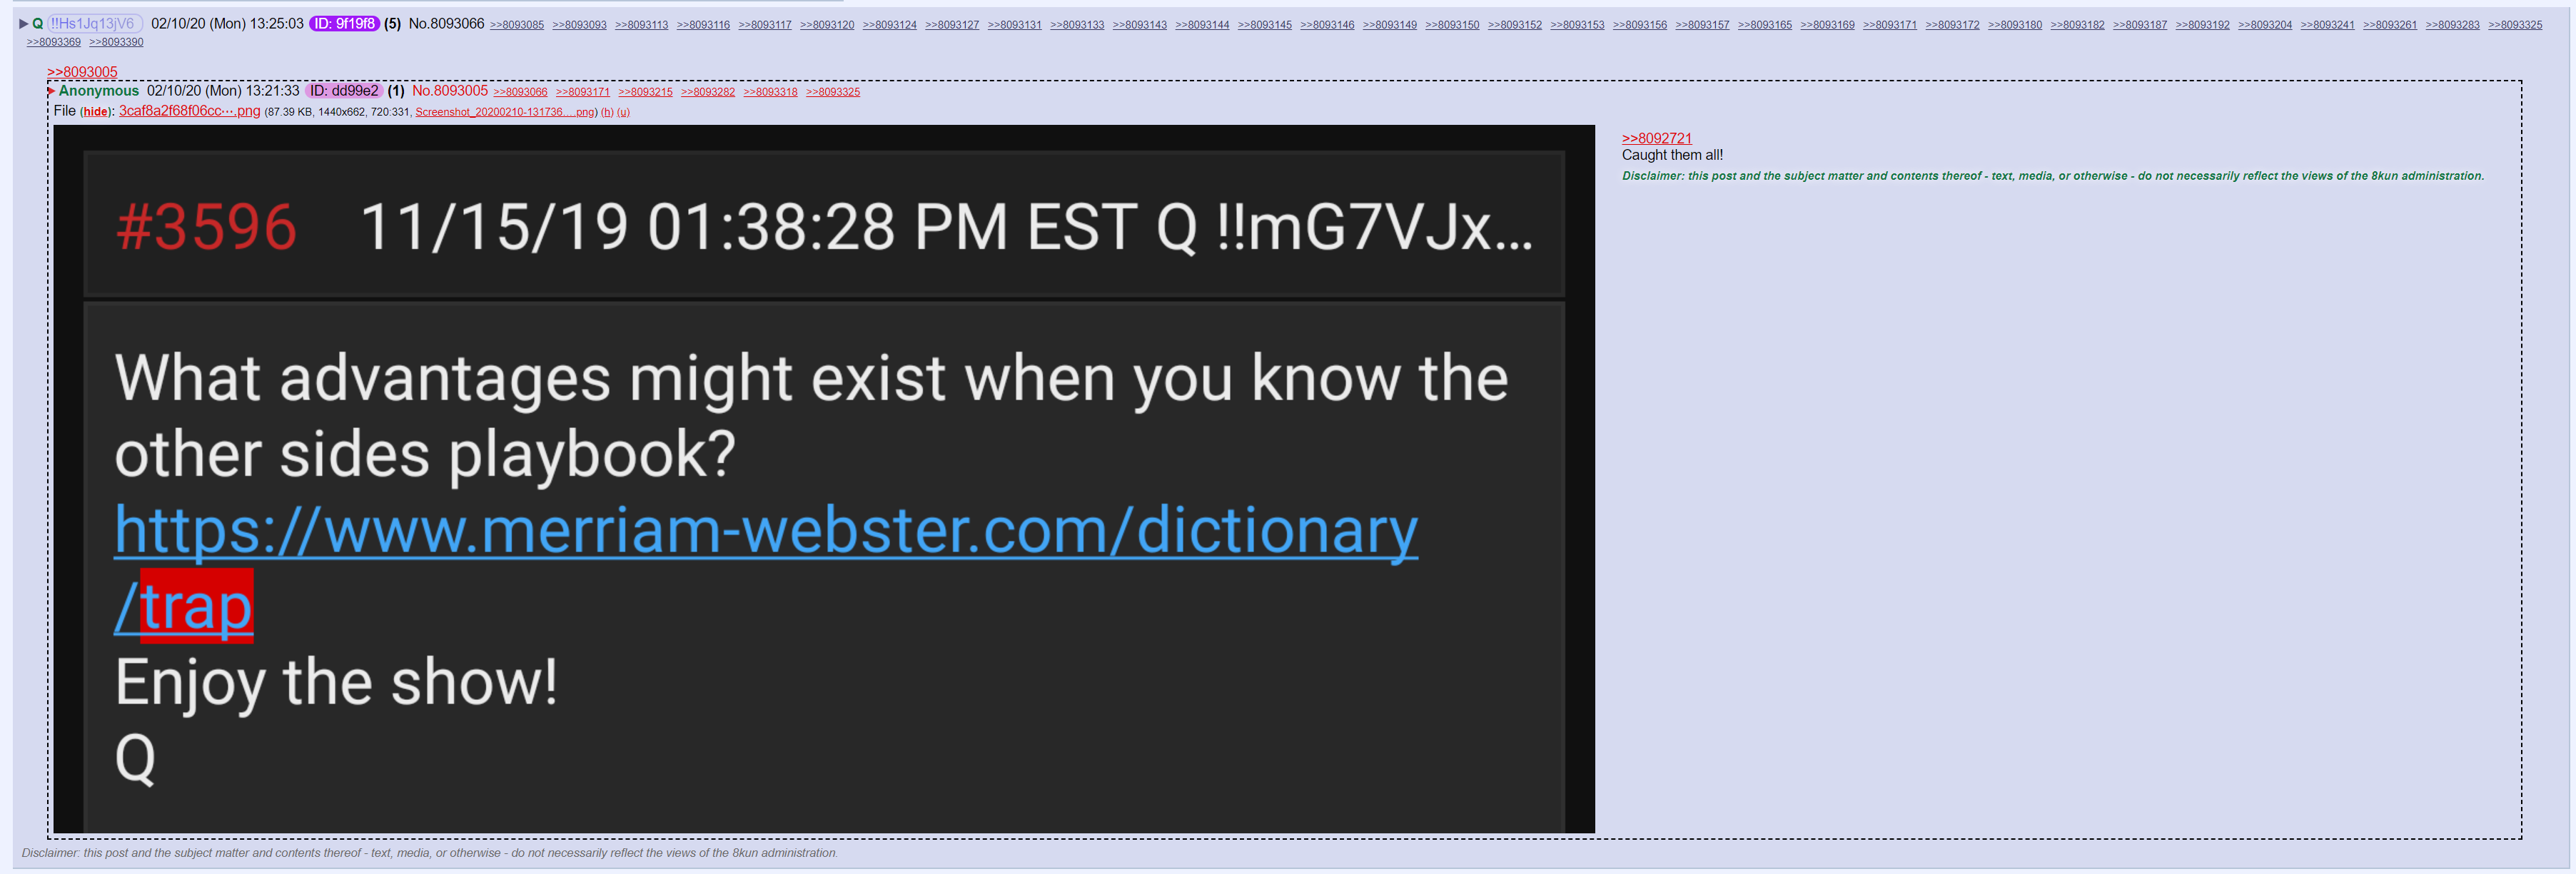 ▶ Q !!Hs1Jq13jV6 02/10/20 (Mon) 13:25:03 ID: 9f19f8 (5) No.8093066 >>8093085 >>8093093 >>8093113 >>8093116 >>8093117 >>8093120 >>8093124 >>8093127 >>8093131 >>8093133 >>8093143 >>8093144 >>8093145 >>8093146 >>8093149 >>8093150 >>8093152 >>8093153 >>8093156 >>8093157 >>8093165 >>8093169 >>8093171 >>8093172 >>8093180 >>8093182 >>8093187 >>8093192 >>8093204 >>8093241 >>8093261 >>8093283 >>8093325
>>8093369 >>8093390
>>8093005
▶ Anonymous 02/10/20 (Mon) 13:21:33 ID: dd99e2 (1) No.8093005 >>8093066 >>8093171 >>8093215 >>8093282 >>8093318 >>8093325
File (hide): 3caf8a2f68f06cc⋯.png (87.39 KB, 1440x662, 720:331, Screenshot_20200210-131736....png) (h) (u)
#3596 11/15/19 01:38:28 PM EST Q !!mG7VJx...
What advantages might exist when you know the
other sides playbook?
https://www.merriam-webster.com/dictionary
/trap
Enjoy the show!
Q
>>8092721
Caught them all!
Disclaimer: this post and the subject matter and contents thereof - text, media, or otherwise - do not necessarily reflect the views of the 8kun administration.
Disclaimer: this post and the subject matter and contents thereof - text, media, or otherwise - do not necessarily reflect the views of the 8kun administration.